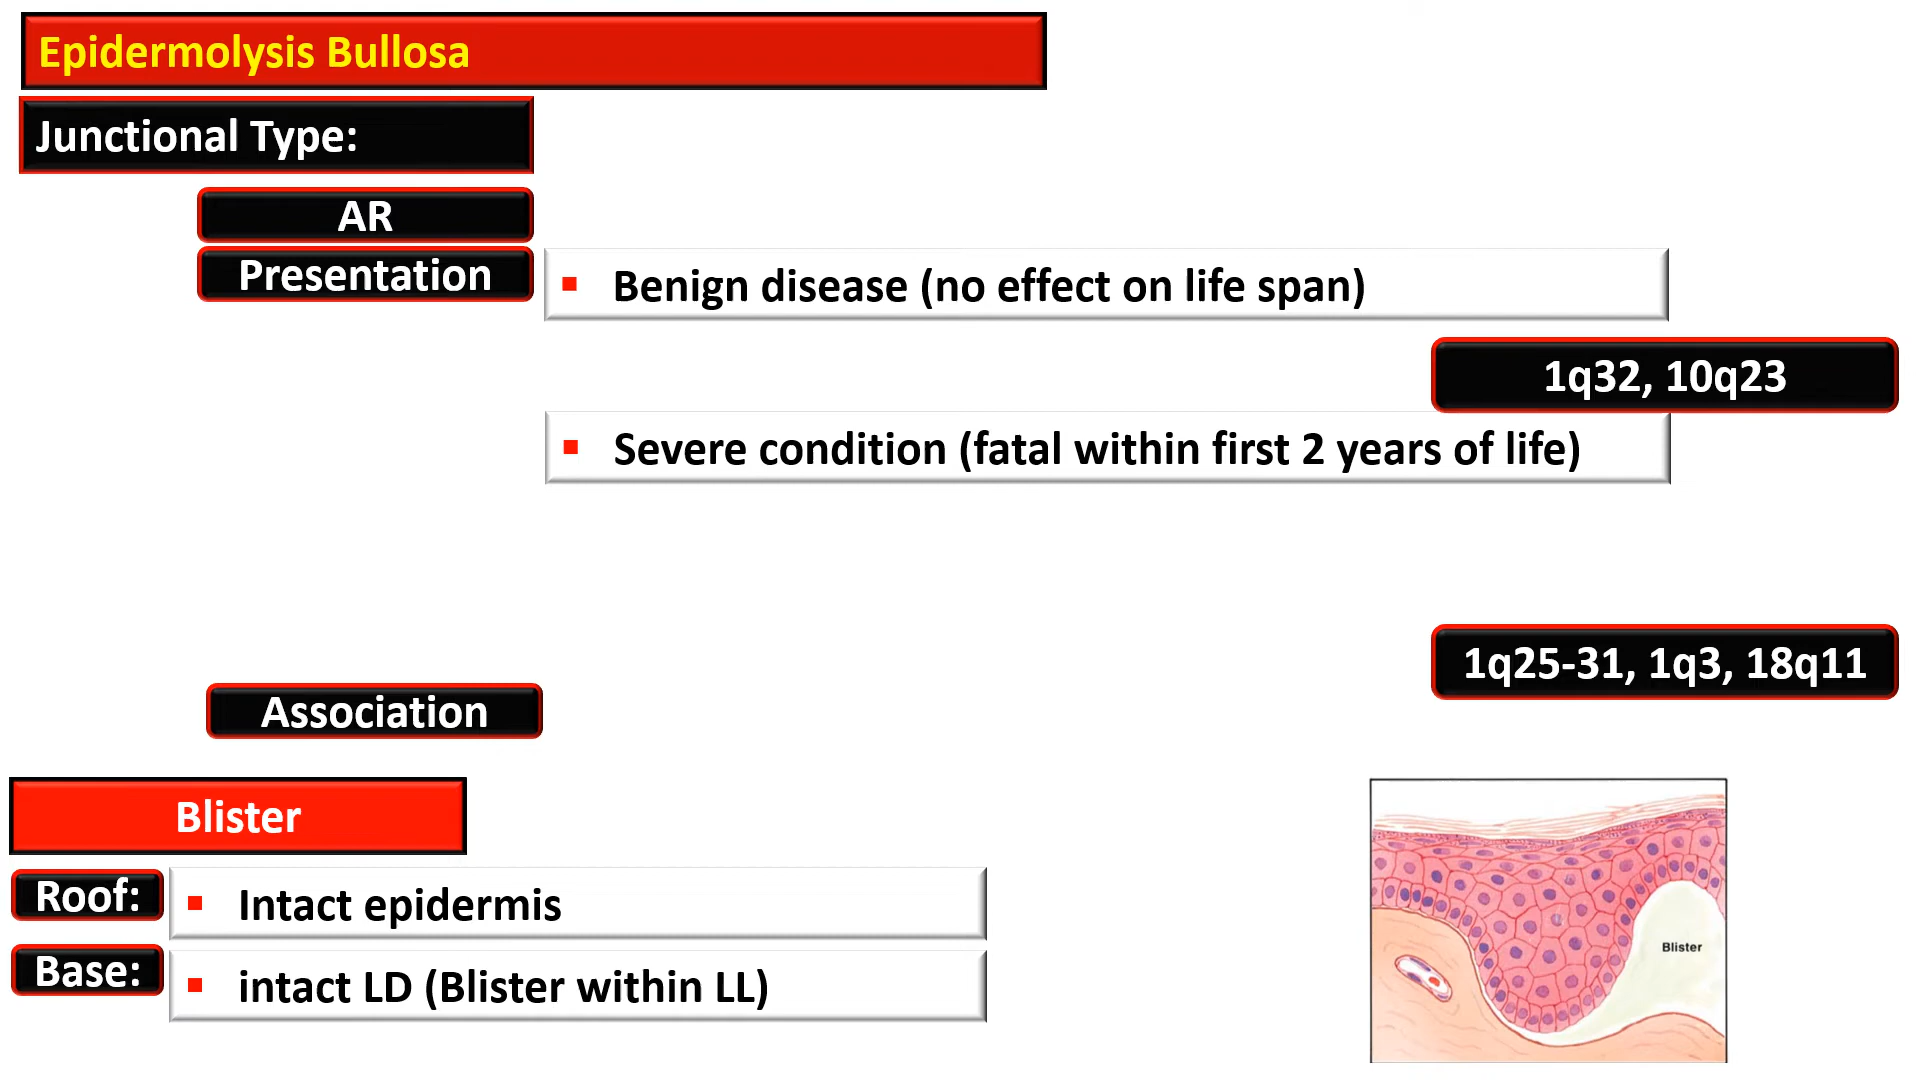 Epidermolysis Bullosa
Junctional Type:
AR
Presentation
▪ Benign disease (no effect on life span)
1q32, 10q23
▪ Severe condition (fatal within first 2 years of life)
1q25-31, 1q3, 18q11
Association
Blister
Roof:
▪ Intact epidermis
Base:
▪ intact LD (Blister within LL)
Blister